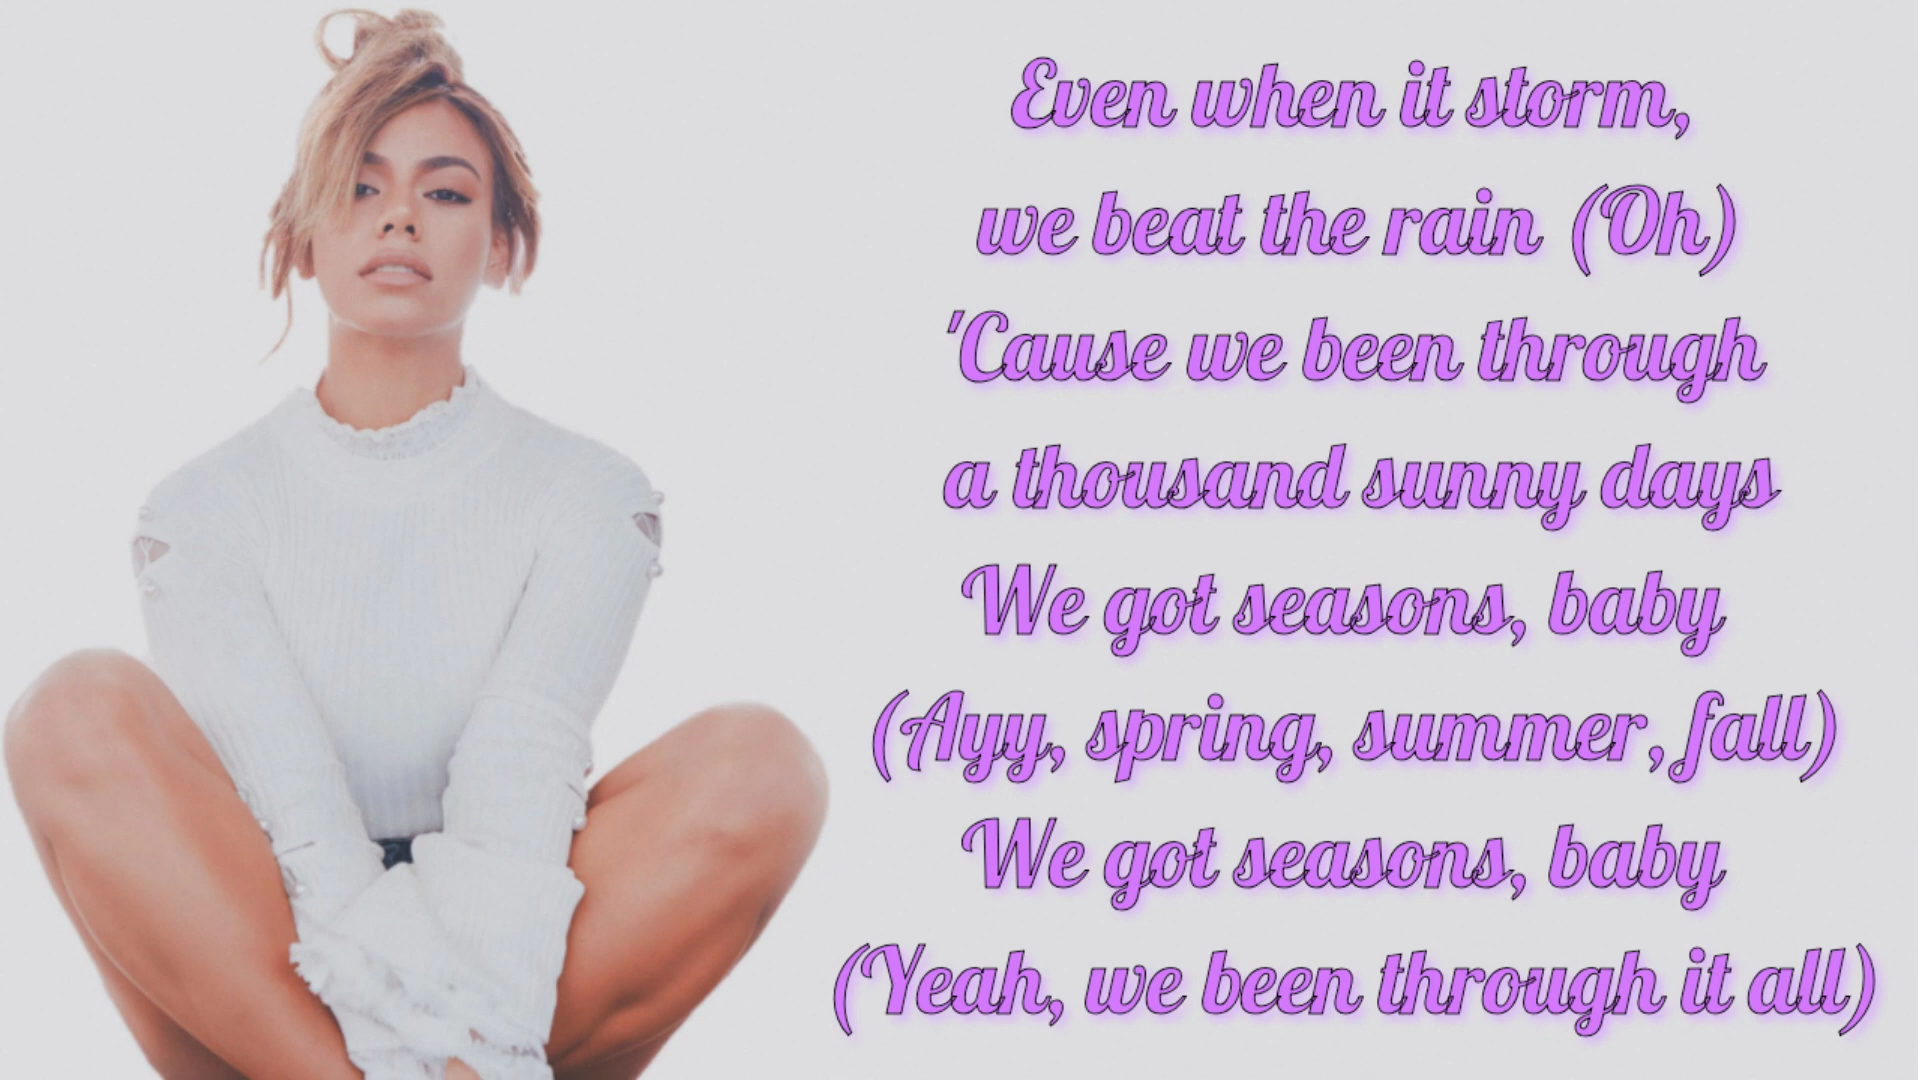 Even when it storm,
we beat the rain (Oh)
'Cause we been through
a thousand sunny days
We got seasons, baby
(Ayy, spring, summer, fall)
We got seasons, baby
(Yeah, we been through it all)